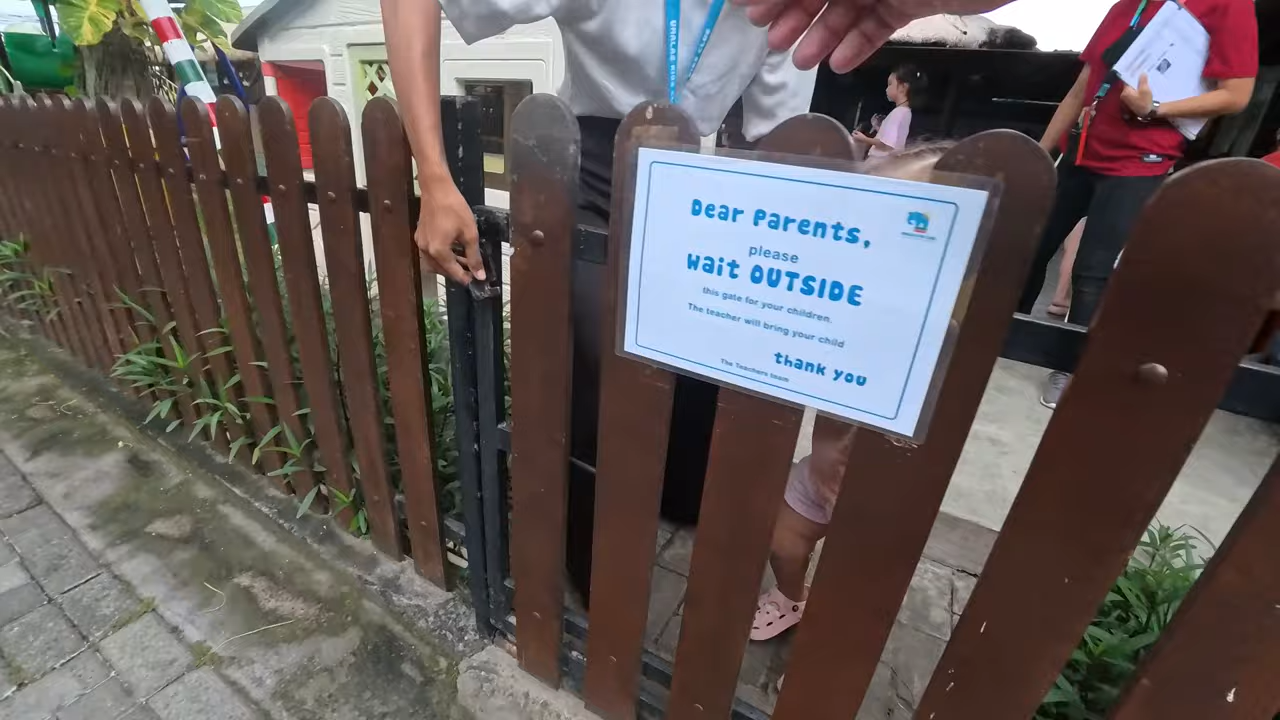 Dear Parents,
please
Wait OUTSIDE
this gate for your children.
The teacher will bring your child
thank you
The Teachers team